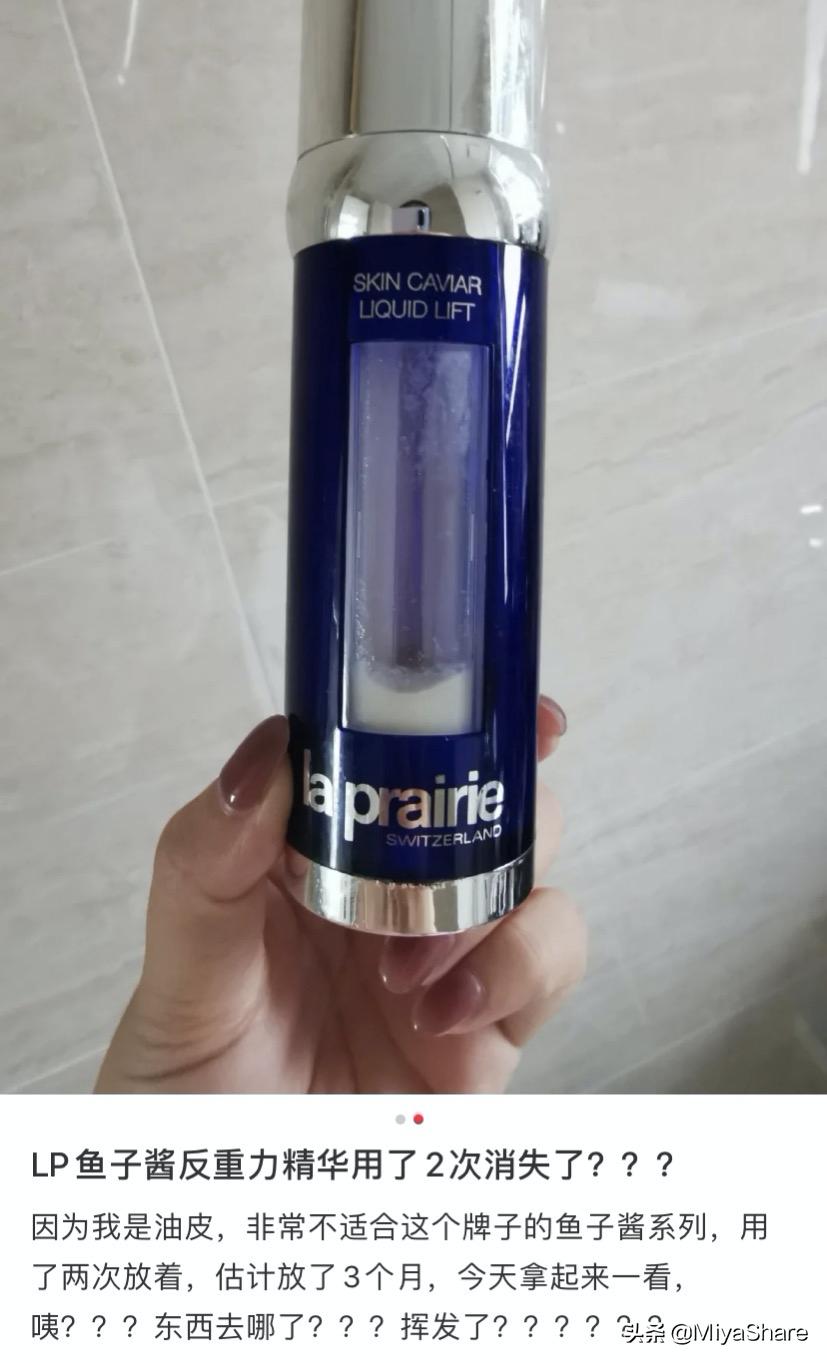 SKIN CAVIAR
LIQUID LIFT
la prairie
SWITZERLAND
LP鱼子酱反重力精华用了2次消失了？？？
因为我是油皮，非常不适合这个牌子的鱼子酱系列，用
了两次放着，估计放了3个月，今天拿起来一看，
咦？？？东西去哪了？？？挥发了？？？？？？
头条 @MiyaShare